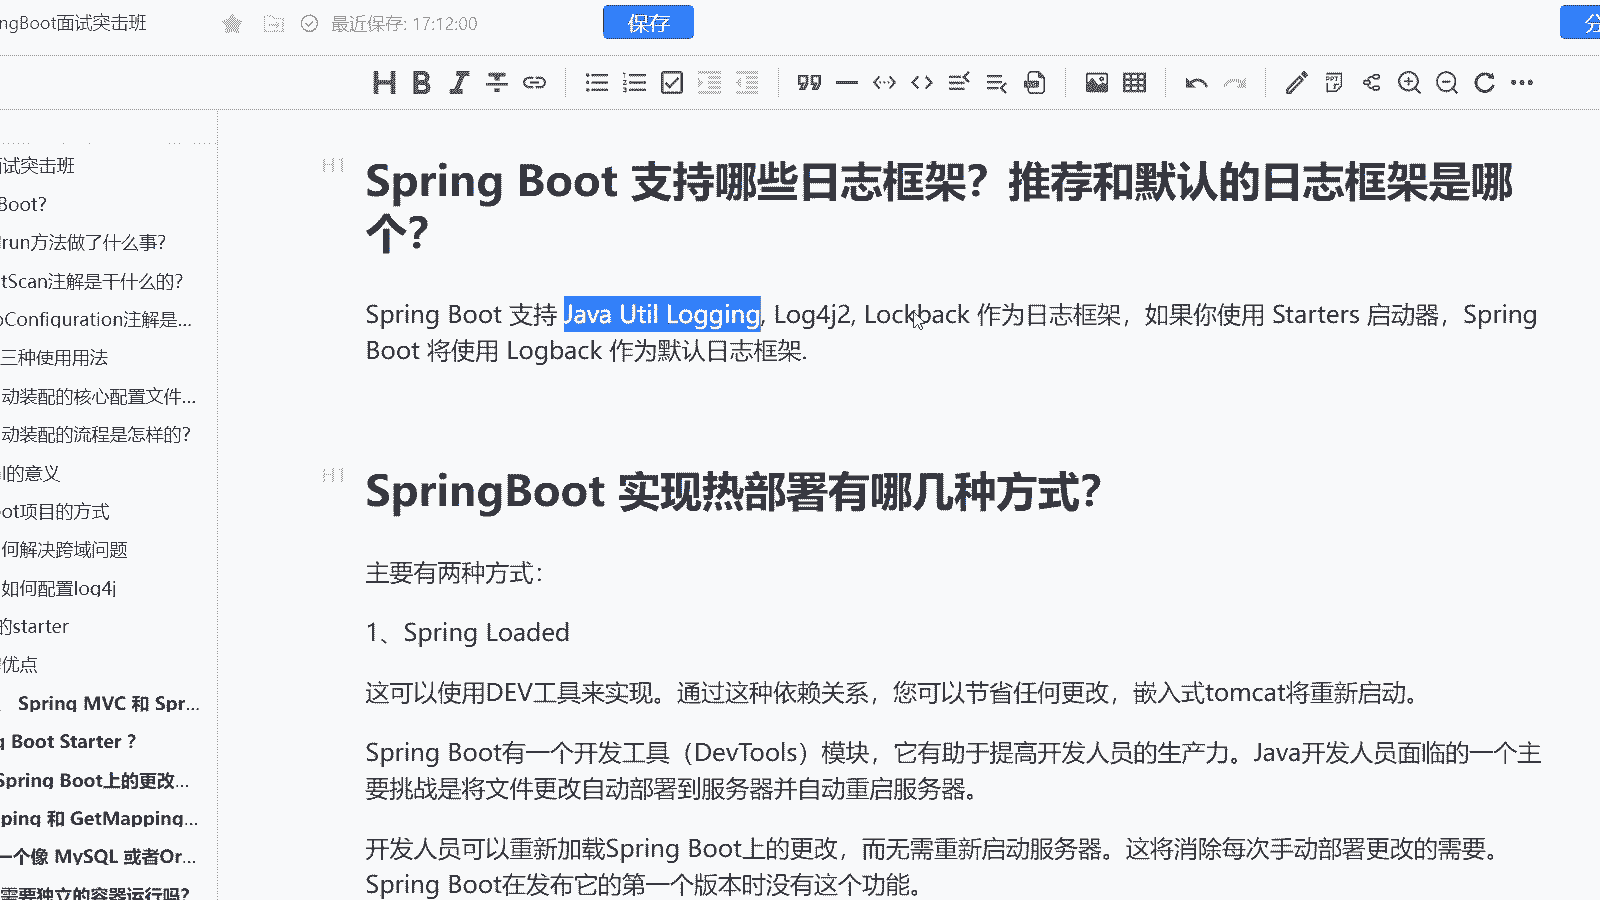 ngBoot面试突击班
最近保存: 17:12:00
保存
分
面试突击班
Boot?
run方法做了什么事?
tScan注解是干什么的?
oConfiguration注解是...
三种使用用法
动装配的核心配置文件...
动装配的流程是怎样的?
l的意义
oot项目的方式
何解决跨域问题
如何配置log4j
的starter
优点
Spring MVC 和 Spr...
g Boot Starter ?
Spring Boot上的更改...
ping 和 GetMapping...
一个像 MySQL 或者Or...
需要独立的容器运行吗?
H1
Spring Boot 支持哪些日志框架? 推荐和默认的日志框架是哪
个?
Spring Boot 支持 Java Util Logging, Log4j2, Lockback 作为日志框架，如果你使用 Starters 启动器，Spring
Boot 将使用 Logback 作为默认日志框架.
H1
SpringBoot 实现热部署有哪几种方式?
主要有两种方式：
1、Spring Loaded
这可以使用DEV工具来实现。通过这种依赖关系，您可以节省任何更改，嵌入式tomcat将重新启动。
Spring Boot有一个开发工具（DevTools）模块，它有助于提高开发人员的生产力。Java开发人员面临的一个主
要挑战是将文件更改自动部署到服务器并自动重启服务器。
开发人员可以重新加载Spring Boot上的更改，而无需重新启动服务器。这将消除每次手动部署更改的需要。
Spring Boot在发布它的第一个版本时没有这个功能。